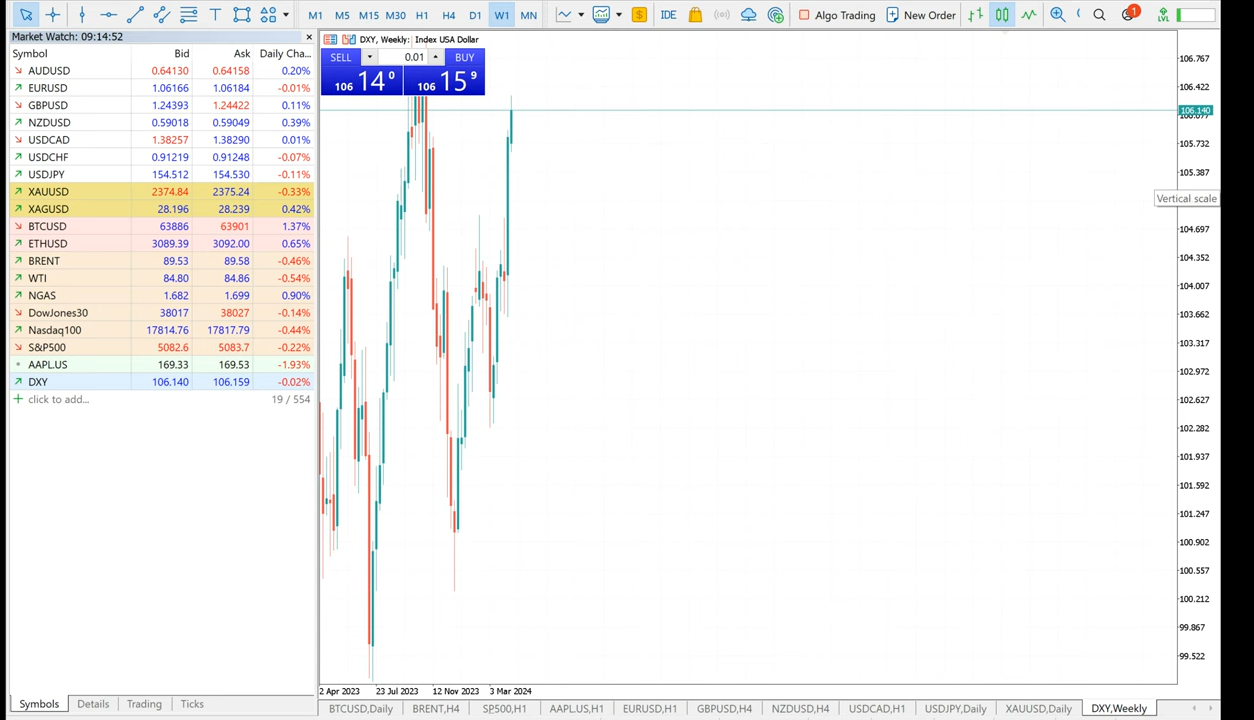 M1 M5 M15 M30 H1 H4 D1 W1 MN $ IDE Algo Trading New Order 1 LVL
Market Watch: 09:14:52
Symbol Bid Ask Daily Cha...
AUDUSD 0.64130 0.64158 0.20%
EURUSD 1.06166 1.06184 -0.01%
GBPUSD 1.24393 1.24422 0.11%
NZDUSD 0.59018 0.59049 0.39%
USDCAD 1.38257 1.38290 0.01%
USDCHF 0.91219 0.91248 -0.07%
USDJPY 154.512 154.530 -0.11%
XAUUSD 2374.84 2375.24 -0.33%
XAGUSD 28.196 28.239 0.42%
BTCUSD 63886 63901 1.37%
ETHUSD 3089.39 3092.00 0.65%
BRENT 89.53 89.58 -0.46%
WTI 84.80 84.86 -0.54%
NGAS 1.682 1.699 0.90%
DowJones30 38017 38027 -0.14%
Nasdaq100 17814.76 17817.79 -0.44%
S&P500 5082.6 5083.7 -0.22%
AAPL.US 169.33 169.53 -1.93%
DXY 106.140 106.159 -0.02%
click to add... 19 / 554
Symbols Details Trading Ticks
DXY, Weekly: Index USA Dollar
SELL 0.01 BUY
106 14 0 106 15 9
106.767
106.422
106.140
106.077
105.732
105.387
Vertical scale
104.697
104.352
104.007
103.662
103.317
102.972
102.627
102.282
101.937
101.592
101.247
100.902
100.557
100.212
99.867
99.522
2 Apr 2023 23 Jul 2023 12 Nov 2023 3 Mar 2024
BTCUSD,Daily BRENT,H4 SP500,H1 AAPL.US,H1 EURUSD,H1 GBPUSD,H4 NZDUSD,H4 USDCAD,H1 USDJPY,Daily XAUUSD,Daily DXY,Weekly